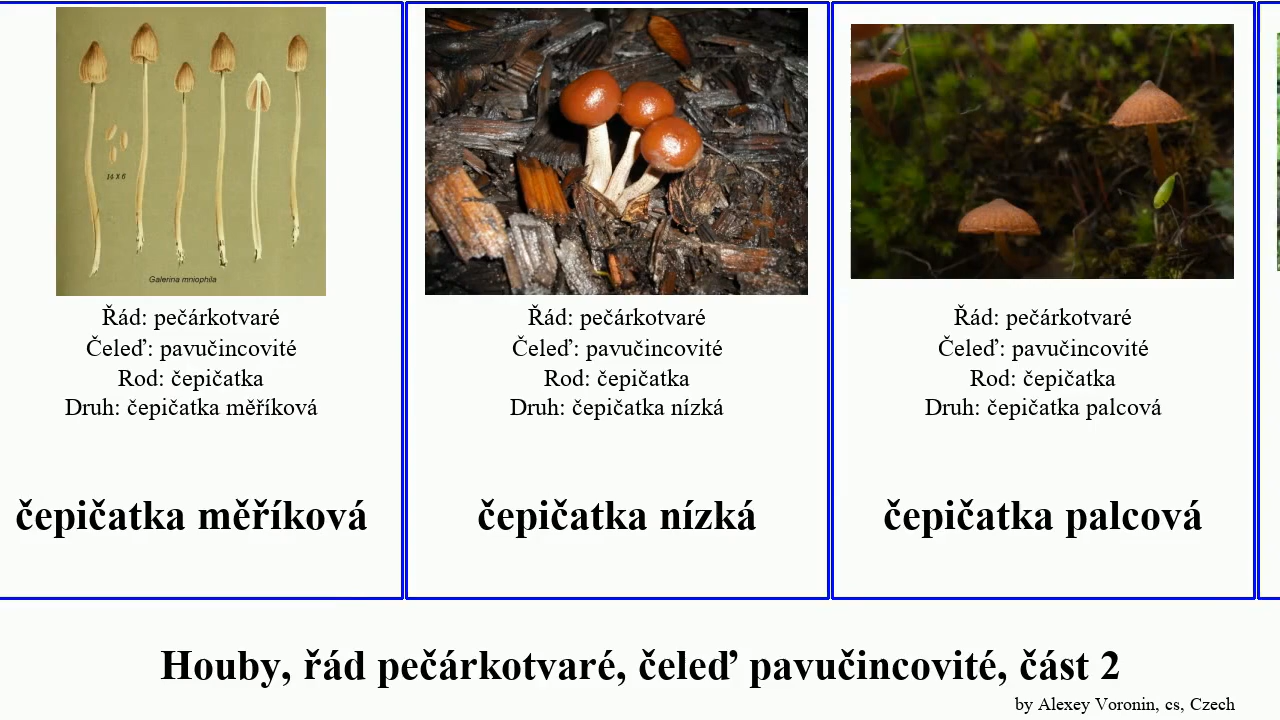 14 x 6
Galerina mniophila
Řád: pečárkotvaré
Čeleď: pavučincovité
Rod: čepičatka
Druh: čepičatka měříková
čepičatka měříková
Řád: pečárkotvaré
Čeleď: pavučincovité
Rod: čepičatka
Druh: čepičatka nízká
čepičatka nízká
Řád: pečárkotvaré
Čeleď: pavučincovité
Rod: čepičatka
Druh: čepičatka palcová
čepičatka palcová
Houby, řád pečárkotvaré, čeleď pavučincovité, část 2
by Alexey Voronin, cs, Czech